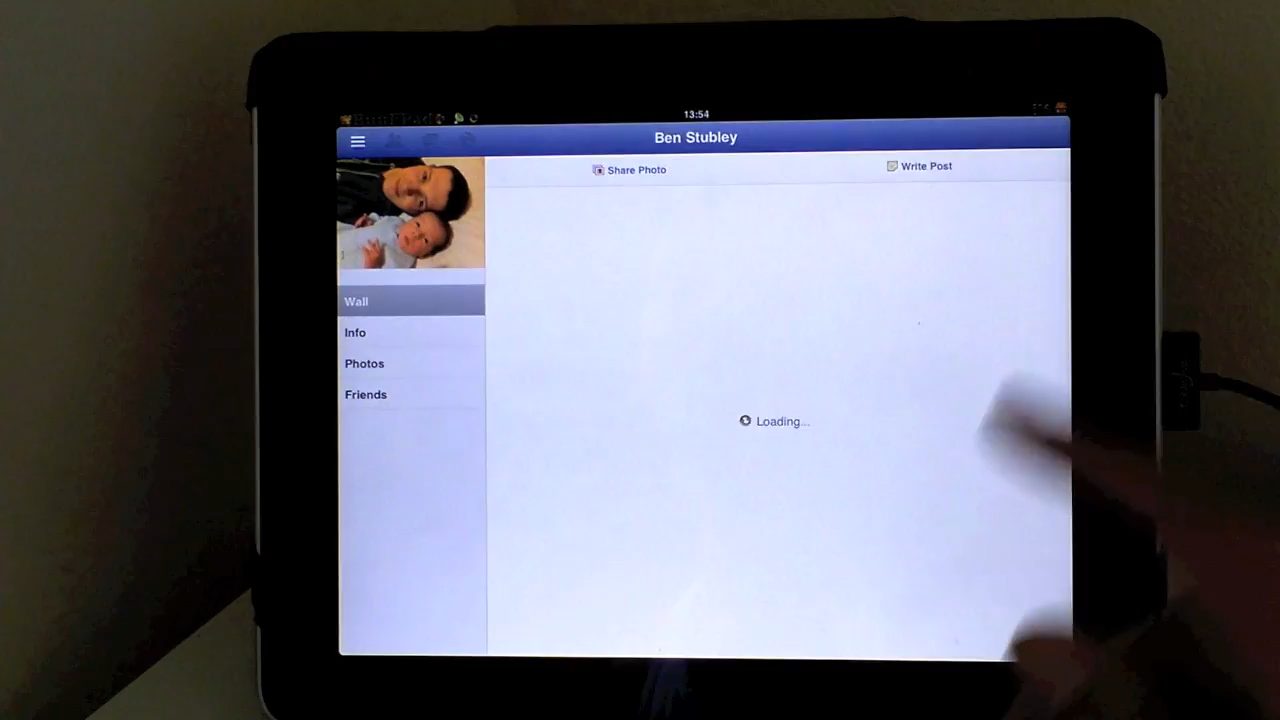 13:54
Ben Stubley
Share Photo
Write Post
Wall
Info
Photos
Friends
Loading...